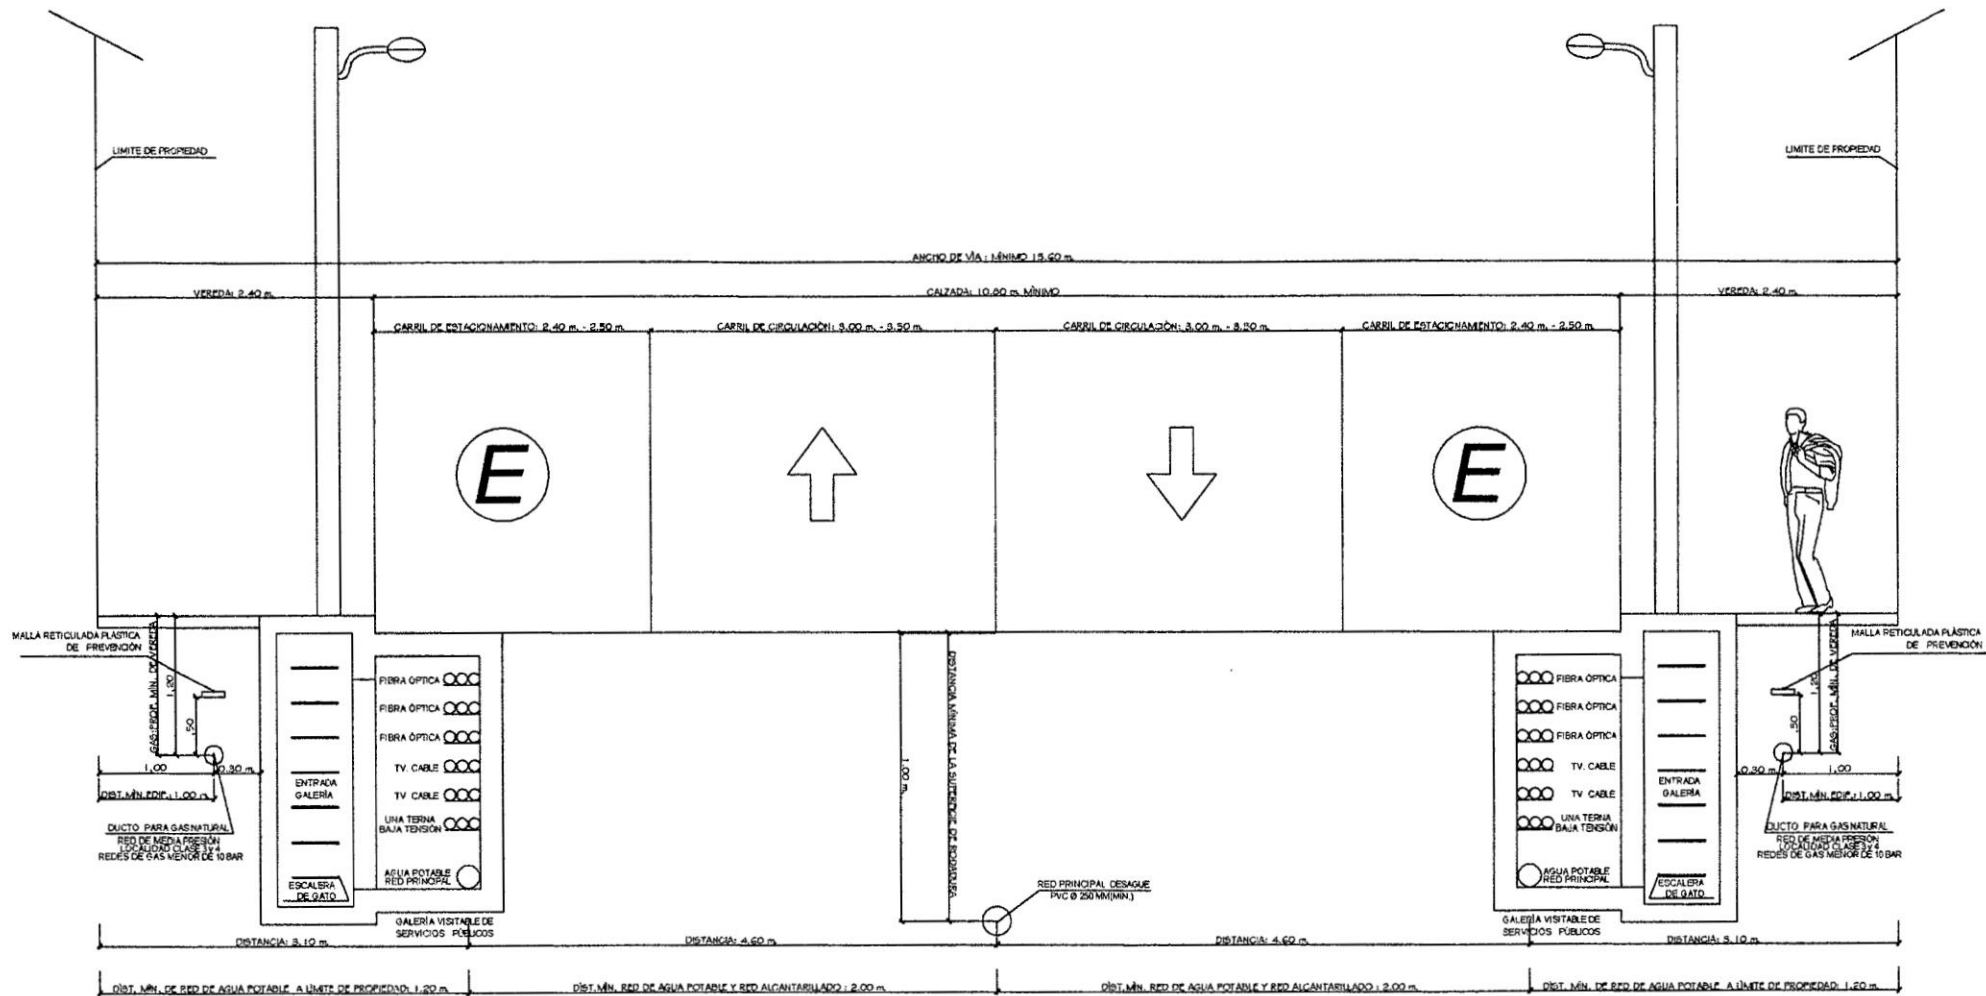 LIMITE DE PROPIEDAD
LIMITE DE PROPIEDAD
ANCHO DE VÍA : MÍNIMO 15.60 m.
VEREDA: 2.40 m.
CALZADA: 10.80 m. MÍNIMO
VEREDA: 2.40 m.
CARRIL DE ESTACIONAMIENTO: 2.40 m. - 2.50 m.
CARRIL DE CIRCULACIÓN: 3.00 m. - 3.50 m.
CARRIL DE CIRCULACIÓN: 3.00 m. - 3.50 m.
CARRIL DE ESTACIONAMIENTO: 2.40 m. - 2.50 m.
E
E
MALLA RETICULADA PLÁSTICA
DE PREVENCIÓN
GAS:PROF. MÍN. DE VEREDA
1,20
,50
1,00
0.30 m.
DIST.MÍN.EDIF.:1.00 m.
DUCTO PARA GAS NATURAL
RED DE MEDIA PRESIÓN
LOCALIDAD CLASE 3 y 4
REDES DE GAS MENOR DE 10 BAR
ENTRADA
GALERÍA
ESCALERA
DE GATO
FIBRA ÓPTICA
FIBRA ÓPTICA
FIBRA ÓPTICA
TV. CABLE
TV CABLE
UNA TERNA
BAJA TENSIÓN
AGUA POTABLE
RED PRINCIPAL
GALERÍA VISITABLE DE
SERVICIOS PÚBLICOS
1.00 m.
DISTANCIA MÍNIMA DE LA SUPERFICIE DE RODADURA
RED PRINCIPAL DESAGUE
PVC Ø 250 MM(MIN.)
FIBRA ÓPTICA
FIBRA ÓPTICA
FIBRA ÓPTICA
TV. CABLE
TV CABLE
UNA TERNA
BAJA TENSIÓN
AGUA POTABLE
RED PRINCIPAL
GALERÍA VISITABLE DE
SERVICIOS PÚBLICOS
ENTRADA
GALERÍA
ESCALERA
DE GATO
MALLA RETICULADA PLÁSTICA
DE PREVENCIÓN
GAS:PROF. MÍN. DE VEREDA
1,20
,50
0.30 m.
1,00
DIST.MÍN.EDIF.:1.00 m.
DUCTO PARA GAS NATURAL
RED DE MEDIA PRESIÓN
LOCALIDAD CLASE 3 y 4
REDES DE GAS MENOR DE 10 BAR
DISTANCIA: 3.10 m.
DISTANCIA: 4.60 m.
DISTANCIA: 4.60 m.
DISTANCIA: 3.10 m.
DIST. MÍN. DE RED DE AGUA POTABLE A LÍMITE DE PROPIEDAD: 1.20 m.
DIST.MÍN. RED DE AGUA POTABLE Y RED ALCANTARILLADO : 2.00 m.
DIST.MÍN. RED DE AGUA POTABLE Y RED ALCANTARILLADO : 2.00 m.
DIST. MÍN. DE RED DE AGUA POTABLE A LÍMITE DE PROPIEDAD: 1.20 m.